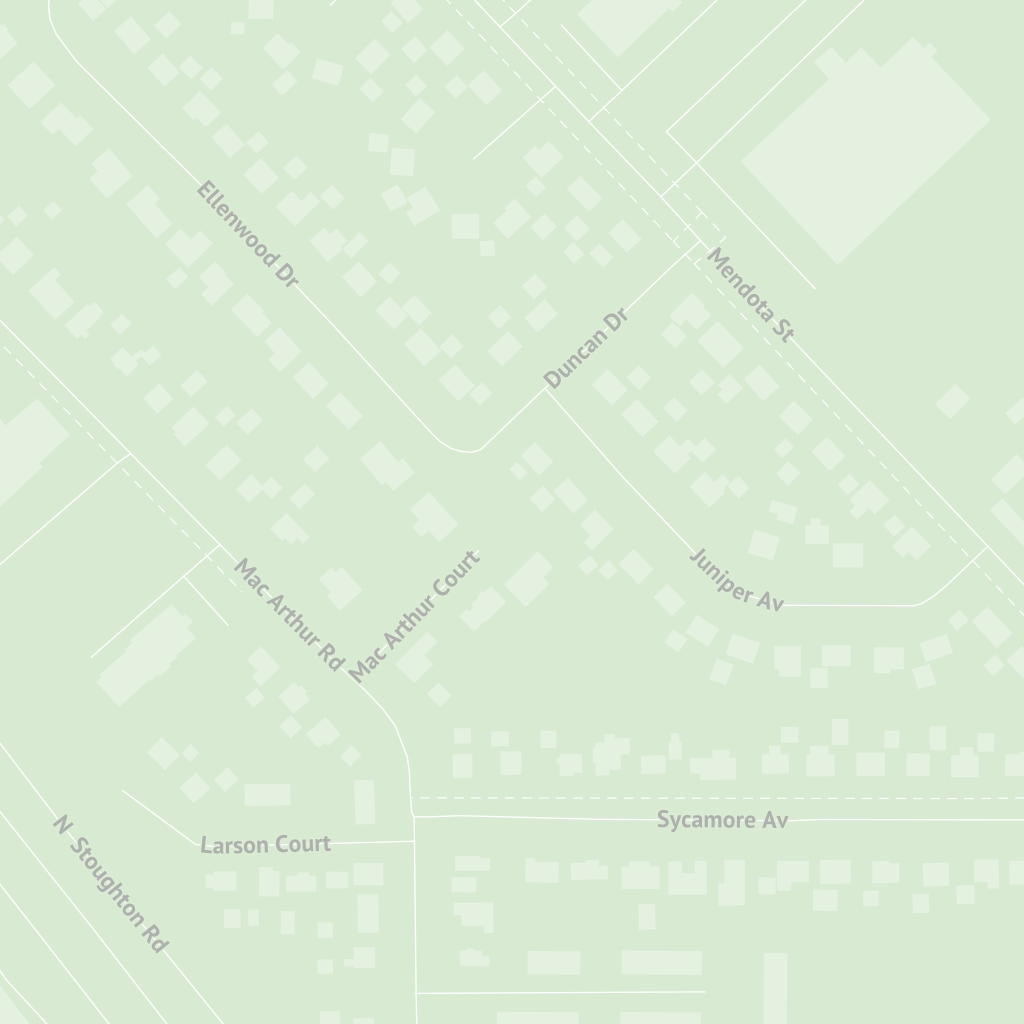 Ellenwood Dr
Mendota St
Duncan Dr
Juniper Av
Mac Arthur Court
Mac Arthur Rd
Sycamore Av
Larson Court
N Stoughton Rd